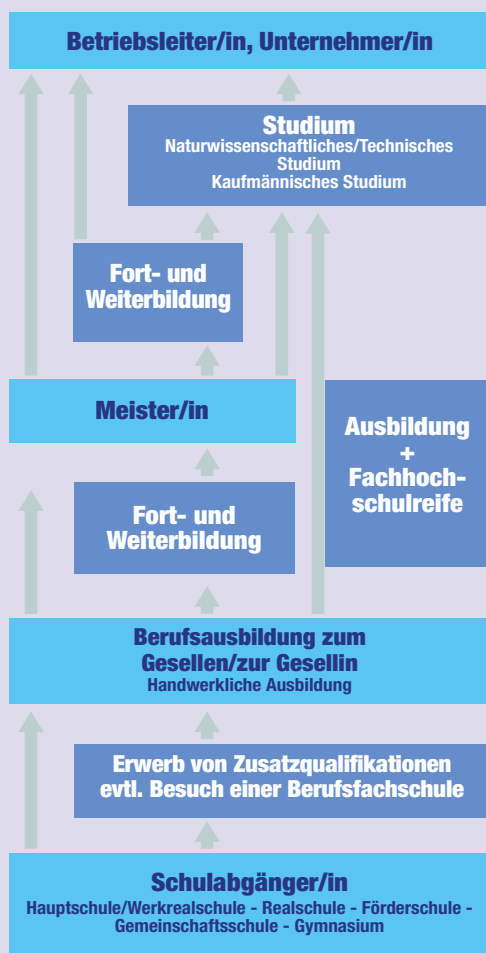 Betriebsleiter/in, Unternehmer/in
Studium
Naturwissenschaftliches/Technisches
Studium
Kaufmännisches Studium
Fort- und
Weiterbildung
Meister/in
Ausbildung
+
Fachhoch-
schulreife
Fort- und
Weiterbildung
Berufsausbildung zum
Gesellen/zur Gesellin
Handwerkliche Ausbildung
Erwerb von Zusatzqualifikationen
evtl. Besuch einer Berufsfachschule
Schulabgänger/in
Hauptschule/Werkrealschule - Realschule - Förderschule -
Gemeinschaftsschule - Gymnasium